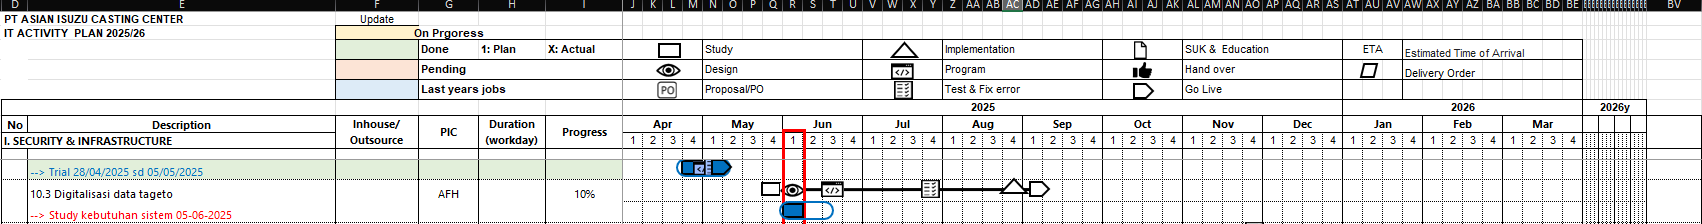 D E F G H I J K L M N O P Q R S T U V W X Y Z AA AB AC AD AE AF AG AH AI AJ AK AL AM AN AO AP AQ AR AS AT AU AV AW AX AY AZ BA BB BC BD BE BV
PT ASIAN ISUZU CASTING CENTER Update
IT ACTIVITY PLAN 2025/26 On Prgoress
Done 1: Plan X: Actual Study Implementation SUK & Education ETA Estimated Time of Arrival
Pending Design Program Hand over Delivery Order
Last years jobs PO Proposal/PO Test & Fix error Go Live
2025 2026 2026y
No Description Inhouse/ Outsource PIC Duration (workday) Progress Apr May Jun Jul Aug Sep Oct Nov Dec Jan Feb Mar
I. SECURITY & INFRASTRUCTURE 1 2 3 4 1 2 3 4 1 2 3 4 1 2 3 4 1 2 3 4 1 2 3 4 1 2 3 4 1 2 3 4 1 2 3 4 1 2 3 4 1 2 3 4 1 2 3 4
--> Trial 28/04/2025 sd 05/05/2025
10.3 Digitalisasi data tageto AFH 10%
--> Study kebutuhan sistem 05-06-2025